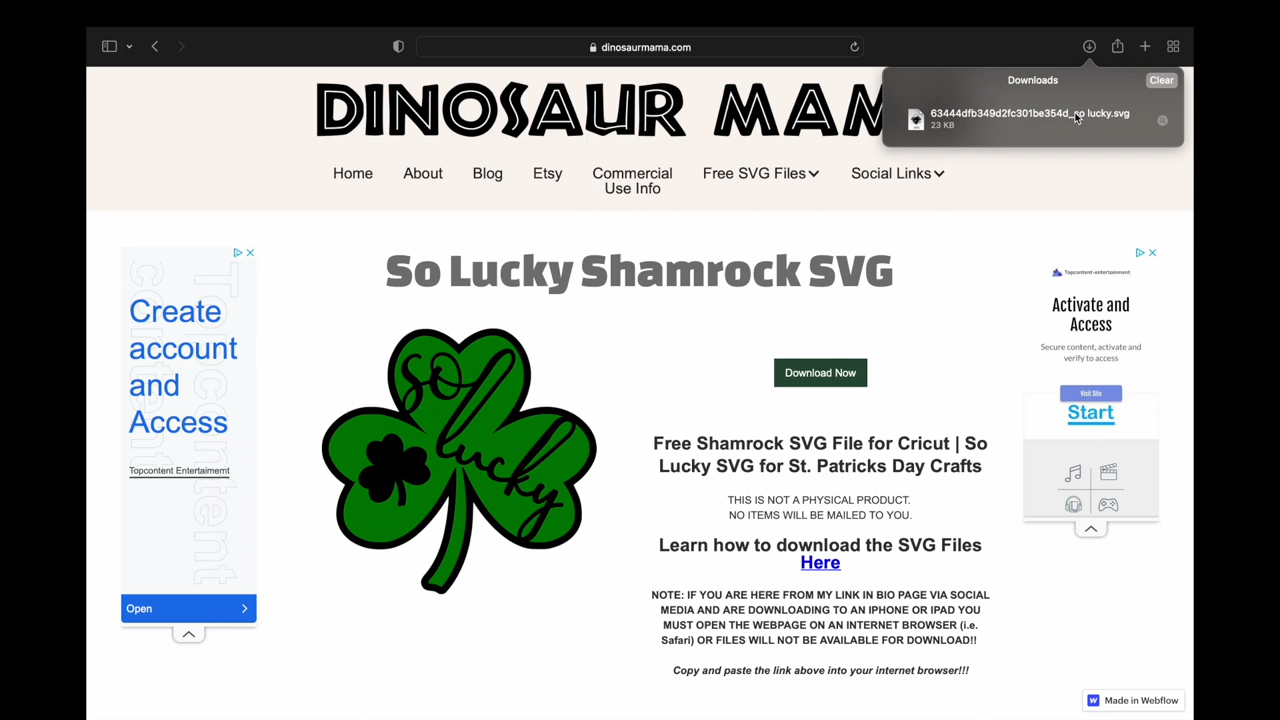 dinosaurmama.com
Downloads
Clear
63444dfb349d2fc301be354d_so lucky.svg
23 KB
DINOSAUR MAM
Home
About
Blog
Etsy
Commercial
Use Info
Free SVG Files
Social Links
So Lucky Shamrock SVG
Topcontent
content
Create
account
and
Access
Topcontent Entertaimemt
Open
so
lucky
Download Now
Free Shamrock SVG File for Cricut | So
Lucky SVG for St. Patricks Day Crafts
THIS IS NOT A PHYSICAL PRODUCT.
NO ITEMS WILL BE MAILED TO YOU.
Learn how to download the SVG Files
Here
NOTE: IF YOU ARE HERE FROM MY LINK IN BIO PAGE VIA SOCIAL
MEDIA AND ARE DOWNLOADING TO AN IPHONE OR IPAD YOU
MUST OPEN THE WEBPAGE ON AN INTERNET BROWSER (i.e.
Safari) OR FILES WILL NOT BE AVAILABLE FOR DOWNLOAD!!
Copy and paste the link above into your internet browser!!!
Topcontent-entertainment
Activate and
Access
Secure content, activate and
verify to access
Visit Site
Start
W Made in Webflow